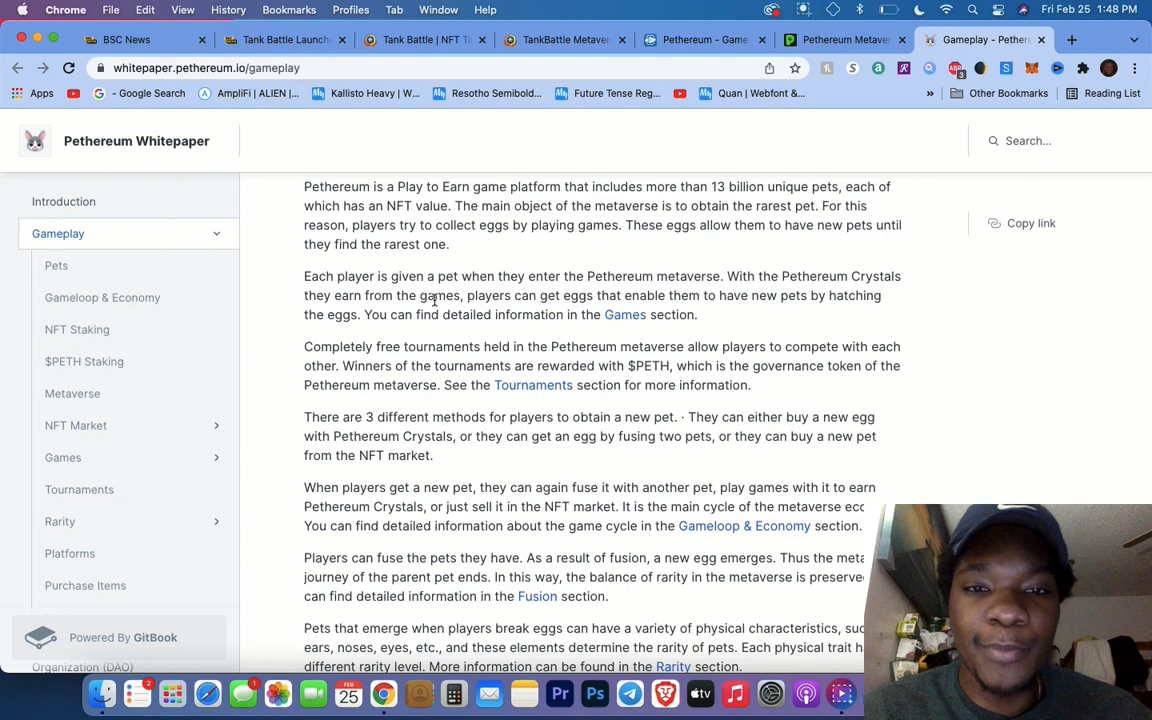 Chrome File Edit View History Bookmarks Profiles Tab Window Help Fri Feb 25 1:48 PM
BSC News Tank Battle Launch Tank Battle | NFT Ta TankBattle Metaver Pethereum - Game Pethereum Metaver Gameplay - Pether
whitepaper.pethereum.io/gameplay
Apps - Google Search AmpliFi | ALIEN |... Kallisto Heavy | W... Resotho Semibold... Future Tense Reg... Quan | Webfont &... » Other Bookmarks Reading List
Pethereum Whitepaper
Search...
Introduction
Gameplay
Pets
Gameloop & Economy
NFT Staking
$PETH Staking
Metaverse
NFT Market
Games
Tournaments
Rarity
Platforms
Purchase Items
Powered By GitBook
Organization (DAO)
Pethereum is a Play to Earn game platform that includes more than 13 billion unique pets, each of
which has an NFT value. The main object of the metaverse is to obtain the rarest pet. For this
reason, players try to collect eggs by playing games. These eggs allow them to have new pets until
they find the rarest one.
Each player is given a pet when they enter the Pethereum metaverse. With the Pethereum Crystals
they earn from the games, players can get eggs that enable them to have new pets by hatching
the eggs. You can find detailed information in the Games section.
Completely free tournaments held in the Pethereum metaverse allow players to compete with each
other. Winners of the tournaments are rewarded with $PETH, which is the governance token of the
Pethereum metaverse. See the Tournaments section for more information.
There are 3 different methods for players to obtain a new pet. · They can either buy a new egg
with Pethereum Crystals, or they can get an egg by fusing two pets, or they can buy a new pet
from the NFT market.
When players get a new pet, they can again fuse it with another pet, play games with it to earn
Pethereum Crystals, or just sell it in the NFT market. It is the main cycle of the metaverse ec
You can find detailed information about the game cycle in the Gameloop & Economy section.
Players can fuse the pets they have. As a result of fusion, a new egg emerges. Thus the meta
journey of the parent pet ends. In this way, the balance of rarity in the metaverse is preserve
can find detailed information in the Fusion section.
Pets that emerge when players break eggs can have a variety of physical characteristics, suc
ears, noses, eyes, etc., and these elements determine the rarity of pets. Each physical trait h
different rarity level. More information can be found in the Rarity section.
Copy link
2 FEB 25 1 Pr Ps tv